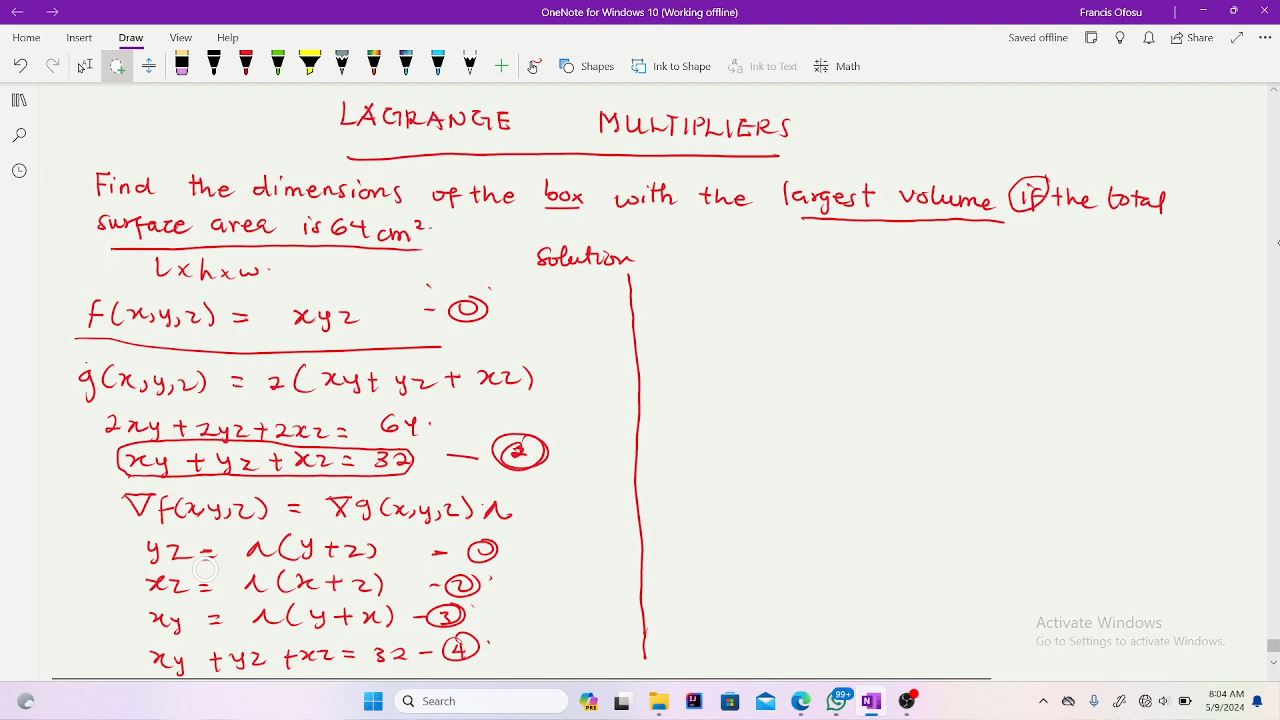 OneNote for Windows 10 (Working offline)
Francis Ofosu
Home Insert Draw View Help
Saved offline Share
Shapes Ink to Shape Ink to Text Math
LAGRANGE MULTIPLIERS
Find the dimensions of the box with the largest volume if the total
surface area is 64 cm².
Solution
L x h x w.
f(x,y,z) = xyz - ①
g(x,y,z) = 2(xy + yz + xz)
2xy + 2yz + 2xz = 64.
xy + yz + xz = 32 — ②
∇f(x,y,z) = ∇g(x,y,z).λ
yz = λ(y+z) - ①
xz = λ(x+z) - ②
xy = λ(y+x) - ③
xy + yz + xz = 32 - ④
Activate Windows
Go to Settings to activate Windows.
Search
PRE
99+
8:04 AM
5/9/2024